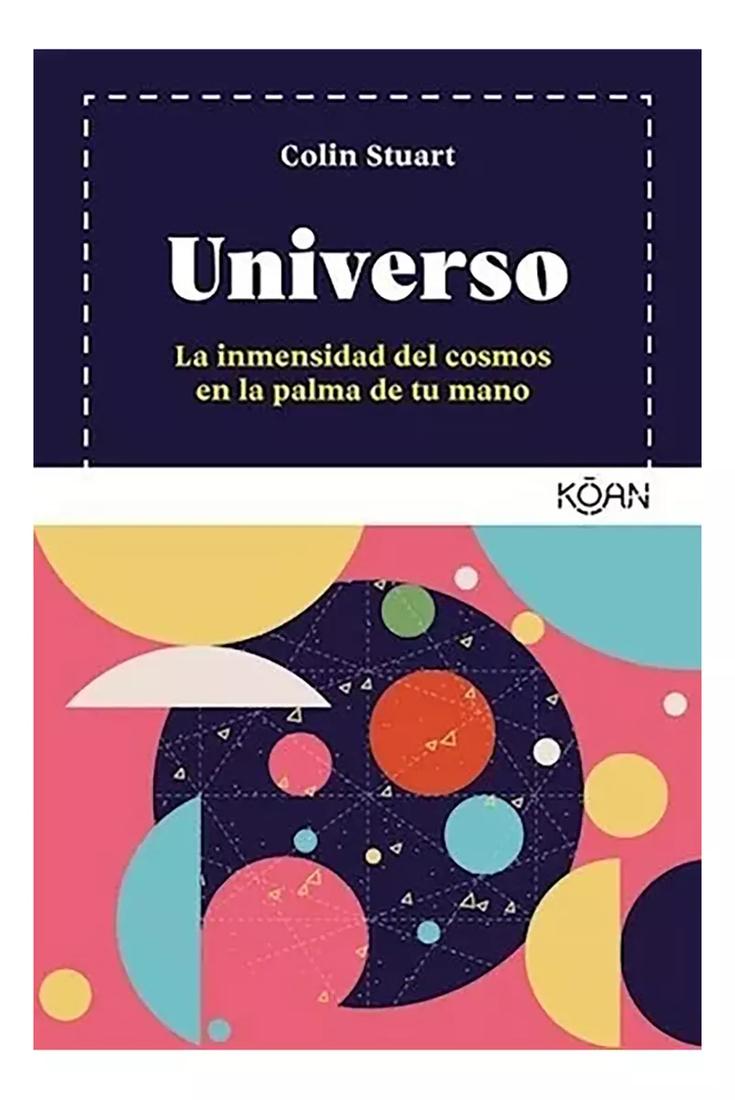 Colin Stuart
Universo
La inmensidad del cosmos
en la palma de tu mano
KŌAN